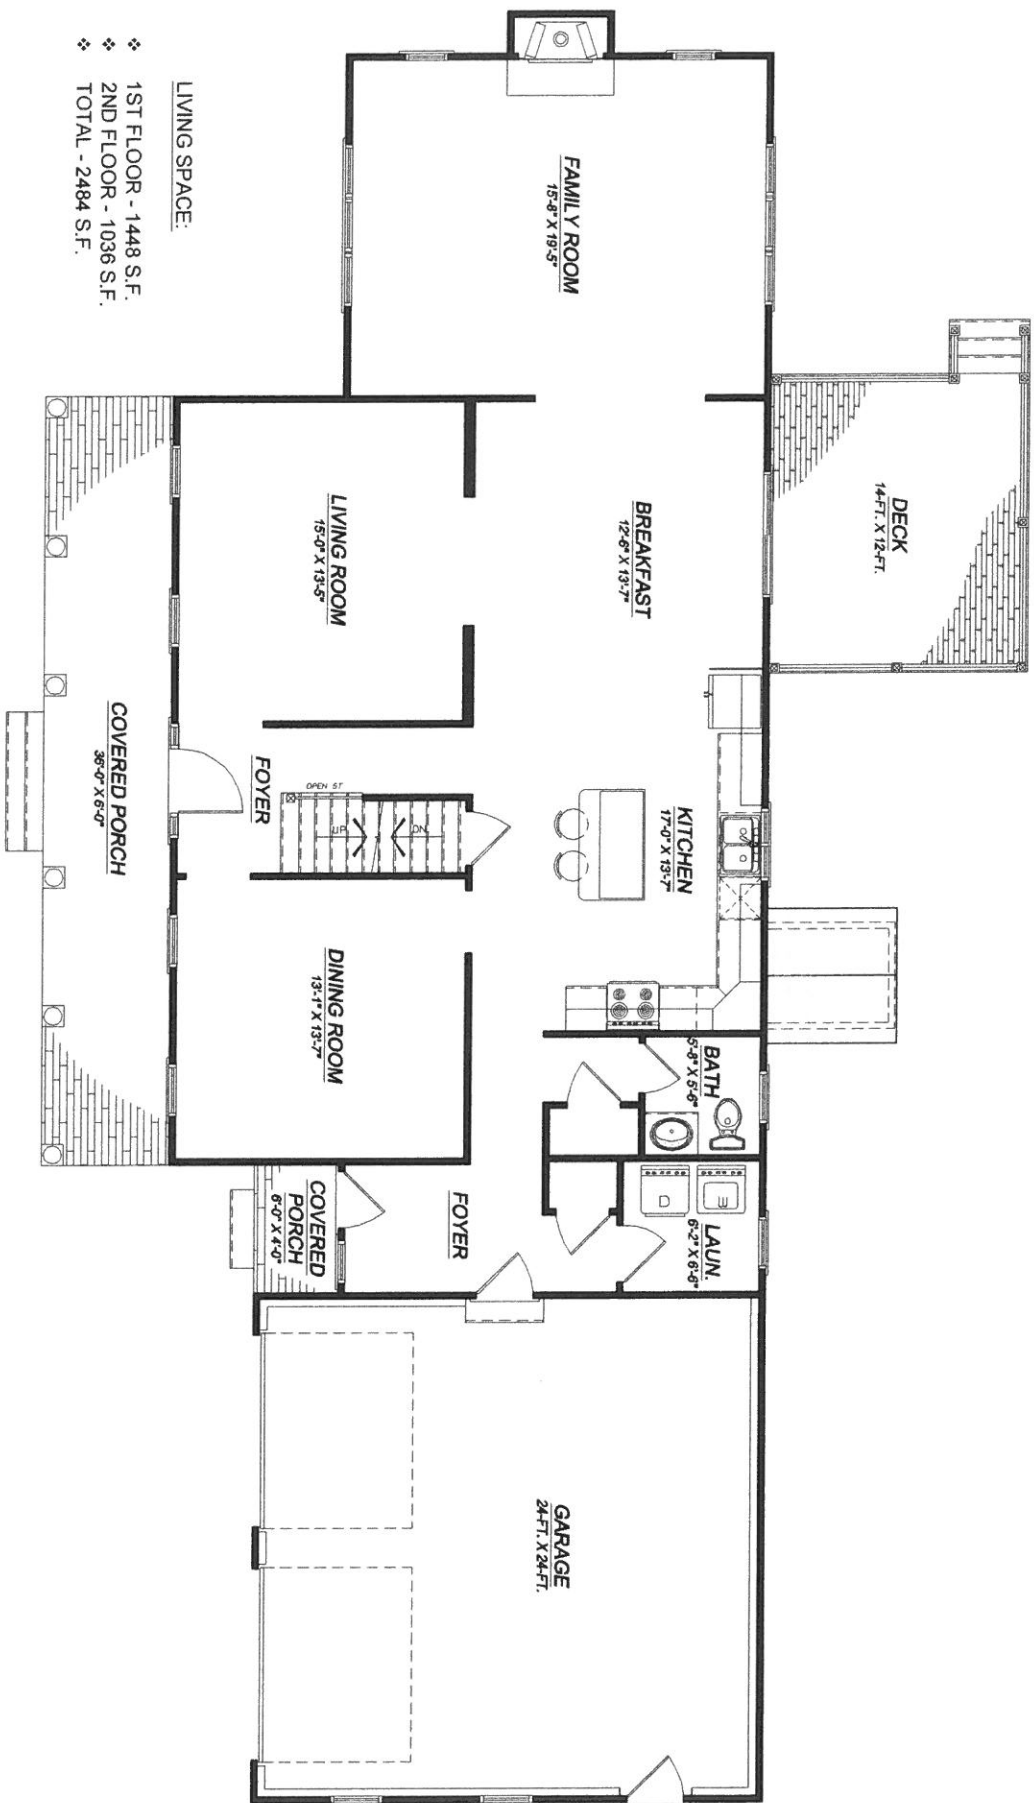 DECK
14-FT. X 12-FT.
FAMILY ROOM
15'-8" X 19'-5"
BREAKFAST
12'-6" X 13'-7"
KITCHEN
17'-0" X 13'-7"
BATH
5'-8" X 5'-6"
LAUN.
6'-2" X 6'-6"
D
GARAGE
24-FT. X 24-FT.
LIVING ROOM
15'-0" X 13'-5"
OPEN ST
UP
DN
FOYER
DINING ROOM
13'-1" X 13'-7"
FOYER
COVERED
PORCH
6'-0" X 4'-0"
COVERED PORCH
36'-0" X 6'-0"
LIVING SPACE:
❖ 1ST FLOOR - 1448 S.F.
❖ 2ND FLOOR - 1036 S.F.
❖ TOTAL - 2484 S.F.